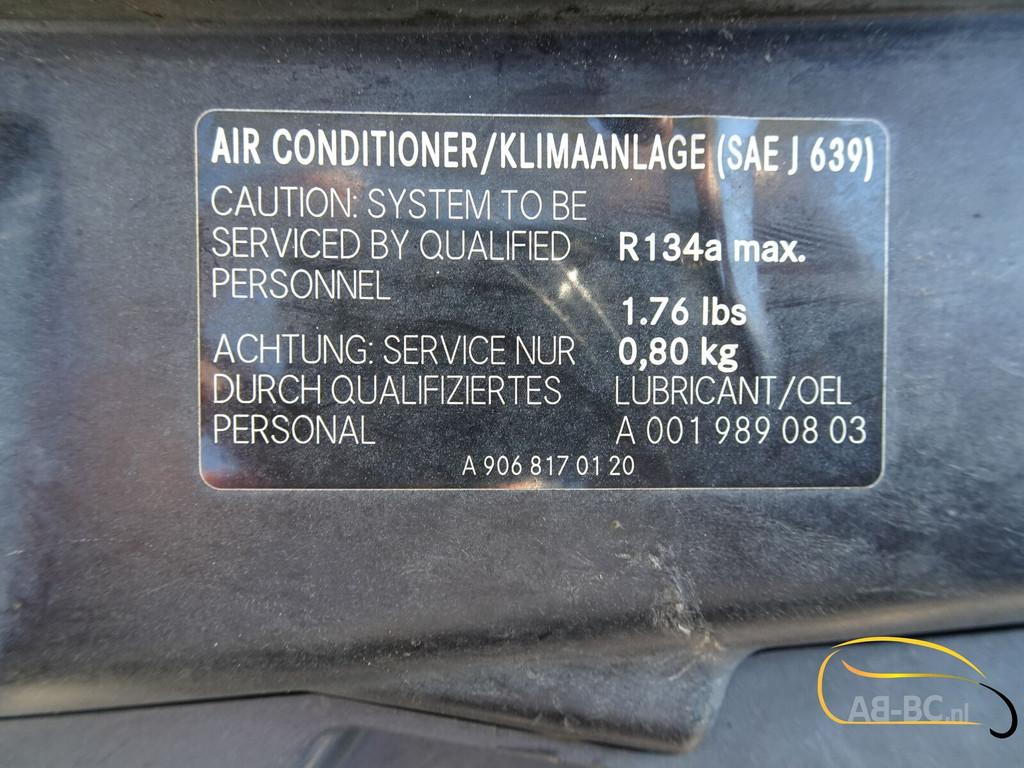 AIR CONDITIONER/KLIMAANLAGE (SAE J 639)
CAUTION: SYSTEM TO BE
SERVICED BY QUALIFIED
PERSONNEL
R134a max.
1.76 lbs
0,80 kg
ACHTUNG: SERVICE NUR
DURCH QUALIFIZIERTES
PERSONAL
LUBRICANT/OEL
A 001 989 08 03
A 906 817 01 20
AB-BC.nl